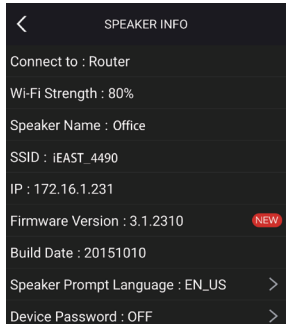 SPEAKER INFO
Connect to : Router
Wi-Fi Strength : 80%
Speaker Name : Office
SSID : iEAST_4490
IP : 172.16.1.231
Firmware Version : 3.1.2310 NEW
Build Date : 20151010
Speaker Prompt Language : EN_US
Device Password : OFF